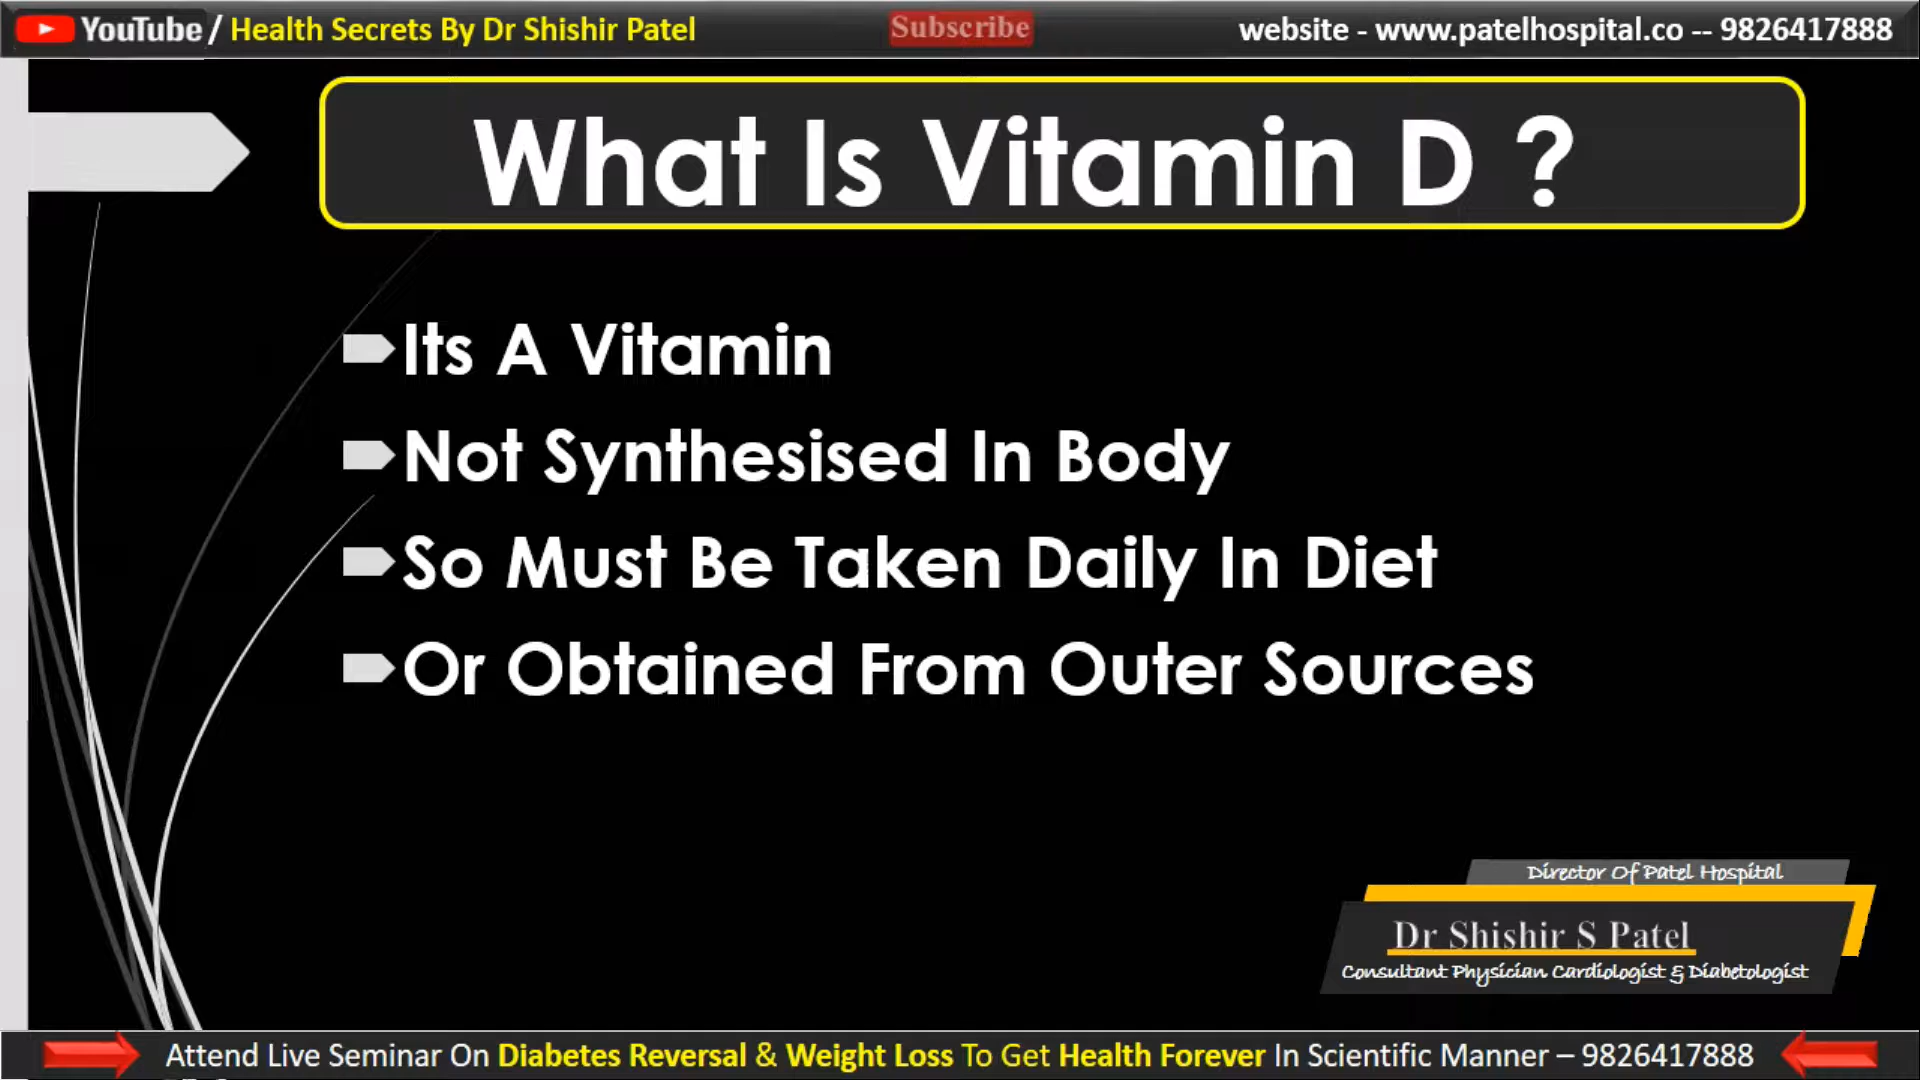 YouTube / Health Secrets By Dr Shishir Patel
Subscribe
website - www.patelhospital.co -- 9826417888
What Is Vitamin D ?
Its A Vitamin
Not Synthesised In Body
So Must Be Taken Daily In Diet
Or Obtained From Outer Sources
Director Of Patel Hospital
Dr Shishir S Patel
Consultant Physician Cardiologist & Diabetologist
Attend Live Seminar On Diabetes Reversal & Weight Loss To Get Health Forever In Scientific Manner – 9826417888